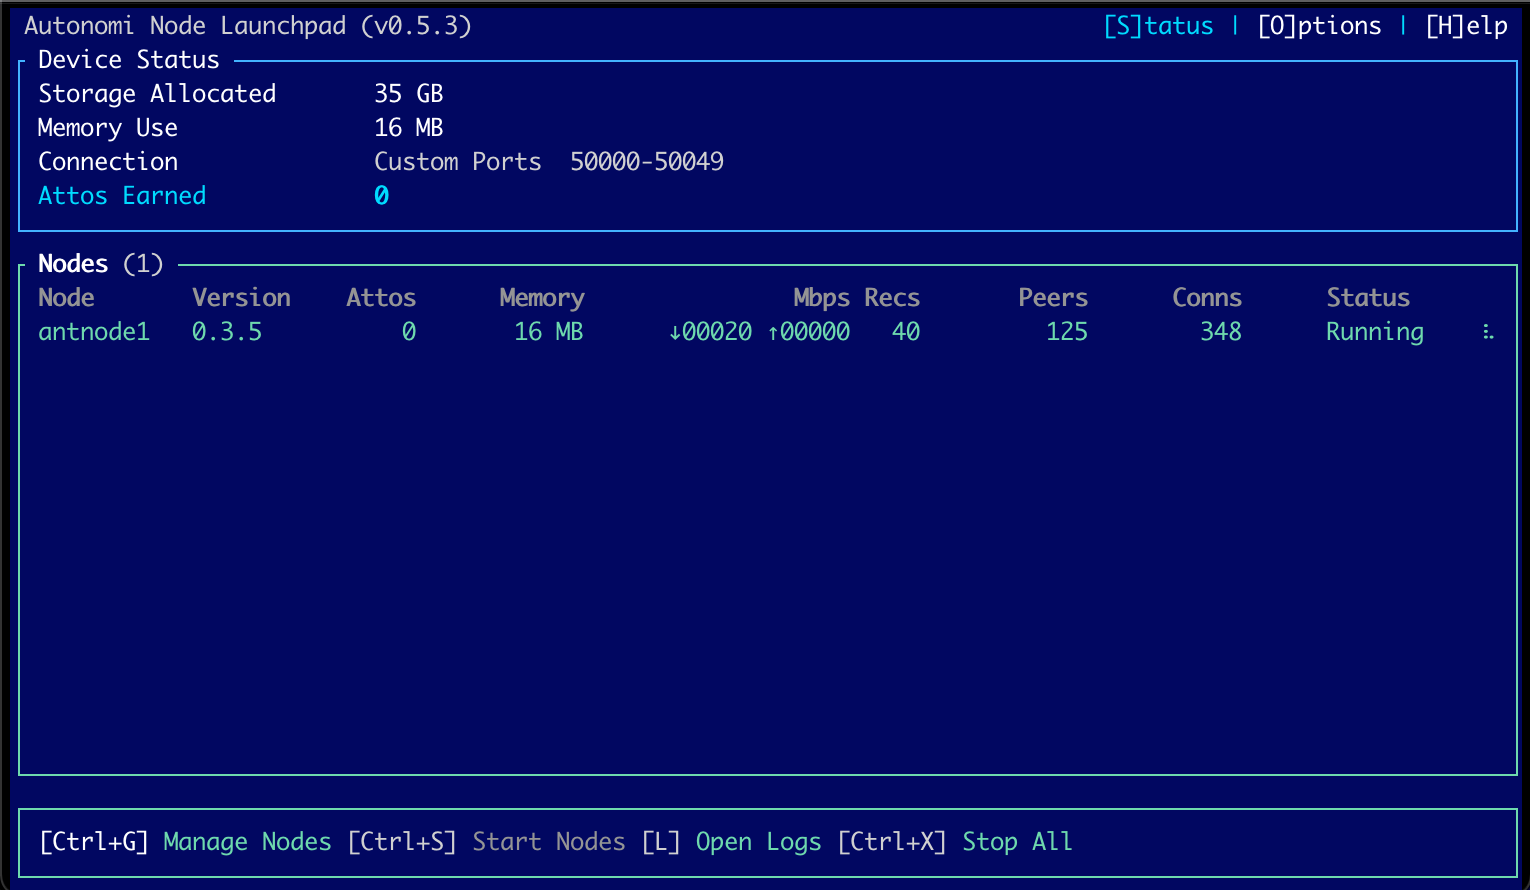 Autonomi Node Launchpad (v0.5.3) [S]tatus | [O]ptions | [H]elp
Device Status
Storage Allocated 35 GB
Memory Use 16 MB
Connection Custom Ports 50000-50049
Attos Earned 0
Nodes (1)
Node Version Attos Memory Mbps Recs Peers Conns Status
antnode1 0.3.5 0 16 MB ↓00020 ↑00000 40 125 348 Running
[Ctrl+G] Manage Nodes [Ctrl+S] Start Nodes [L] Open Logs [Ctrl+X] Stop All